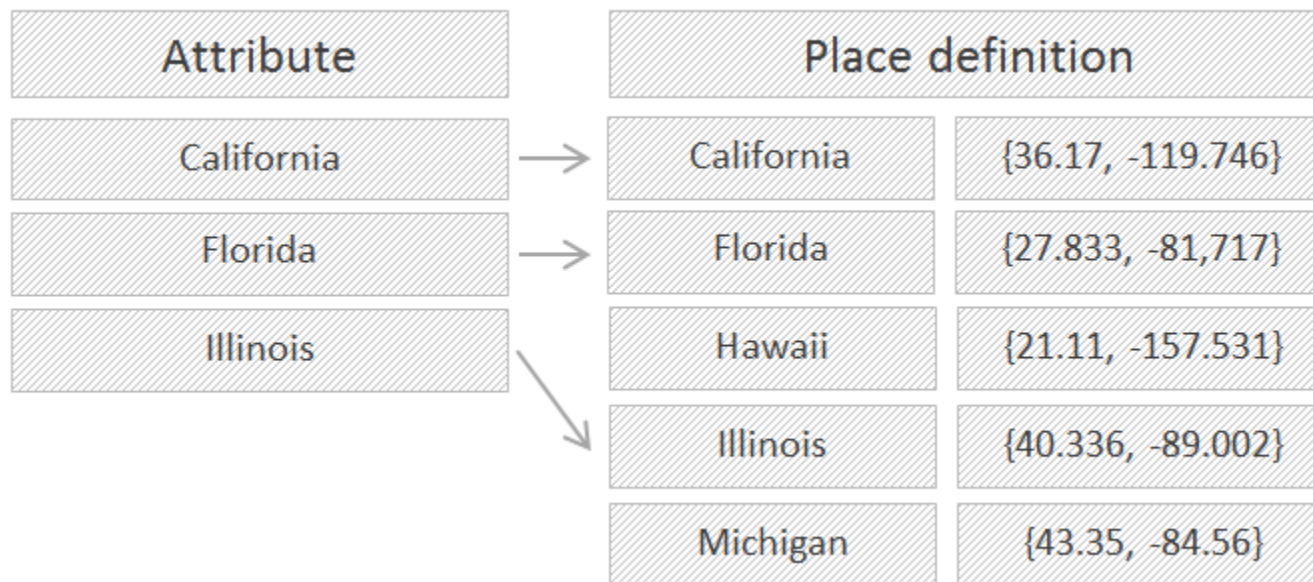 Attribute Place definition
California California {36.17, -119.746}
Florida Florida {27.833, -81,717}
Illinois Hawaii {21.11, -157.531}
Illinois {40.336, -89.002}
Michigan {43.35, -84.56}